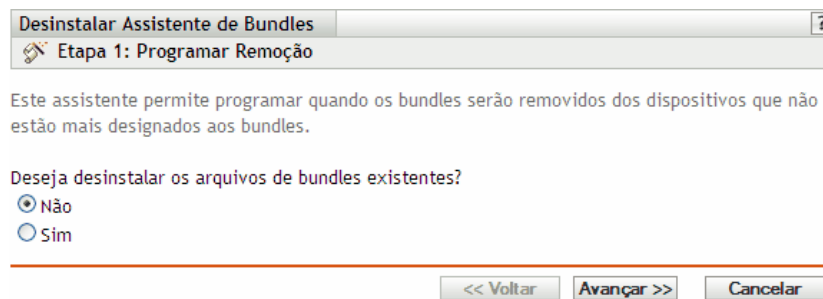 Desinstalar Assistente de Bundles
Etapa 1: Programar Remoção
Este assistente permite programar quando os bundles serão removidos dos dispositivos que não
estão mais designados aos bundles.
Deseja desinstalar os arquivos de bundles existentes?
Não
Sim
<< Voltar Avançar >> Cancelar